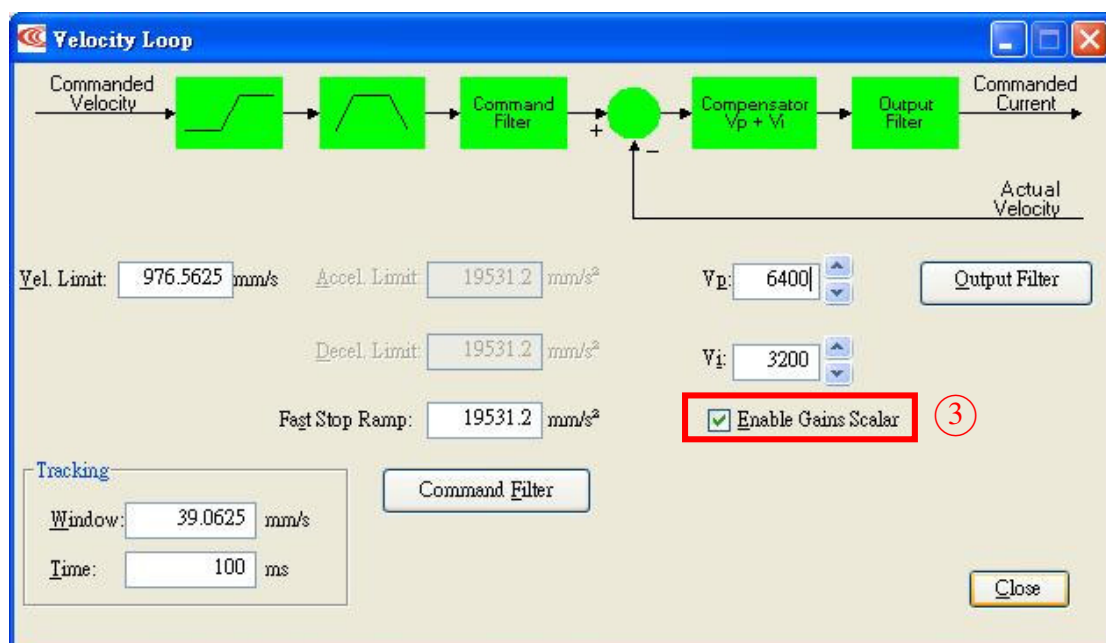 Velocity Loop
Commanded
Velocity
Command
Filter
+
−
Compensator
Vp + Vi
Output
Filter
Commanded
Current
Actual
Velocity
Vel. Limit: 976.5625 mm/s
Accel. Limit: 19531.2 mm/s²
Vp: 6400
Output Filter
Decel. Limit: 19531.2 mm/s²
Vi: 3200
Fast Stop Ramp: 19531.2 mm/s²
Enable Gains Scalar
③
Tracking
Command Filter
Window: 39.0625 mm/s
Time: 100 ms
Close